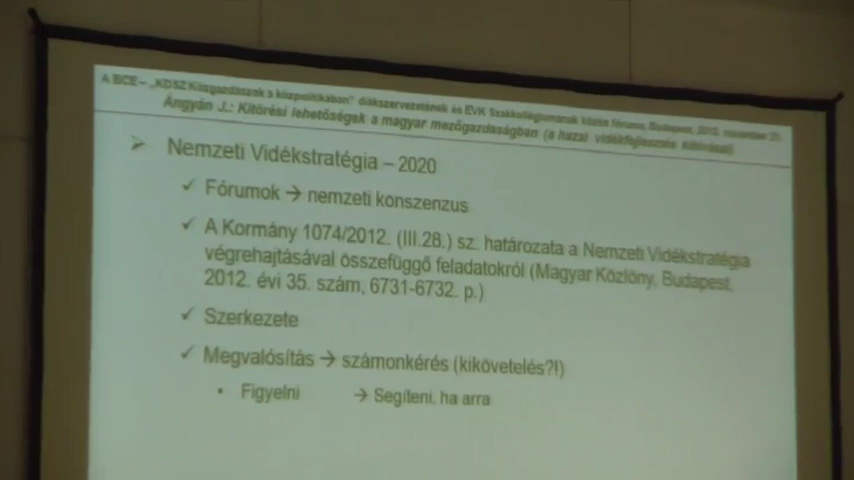 A BCE – „KDSZ Közgazdászok a közpolitikában” diákszervezetének és EVK Szakkollégiumának közös fóruma, Budapest, 2012. november 21.
Ángyán J.: Kitörési lehetőségek a magyar mezőgazdaságban (a hazai vidékfejlesztés kihívásai)
➢ Nemzeti Vidékstratégia – 2020
✓ Fórumok → nemzeti konszenzus
✓ A Kormány 1074/2012. (III.28.) sz. határozata a Nemzeti Vidékstratégia
végrehajtásával összefüggő feladatokról (Magyar Közlöny, Budapest,
2012. évi 35. szám, 6731-6732. p.)
✓ Szerkezete
✓ Megvalósítás → számonkérés (kikövetelés?!)
• Figyelni → Segíteni, ha arra